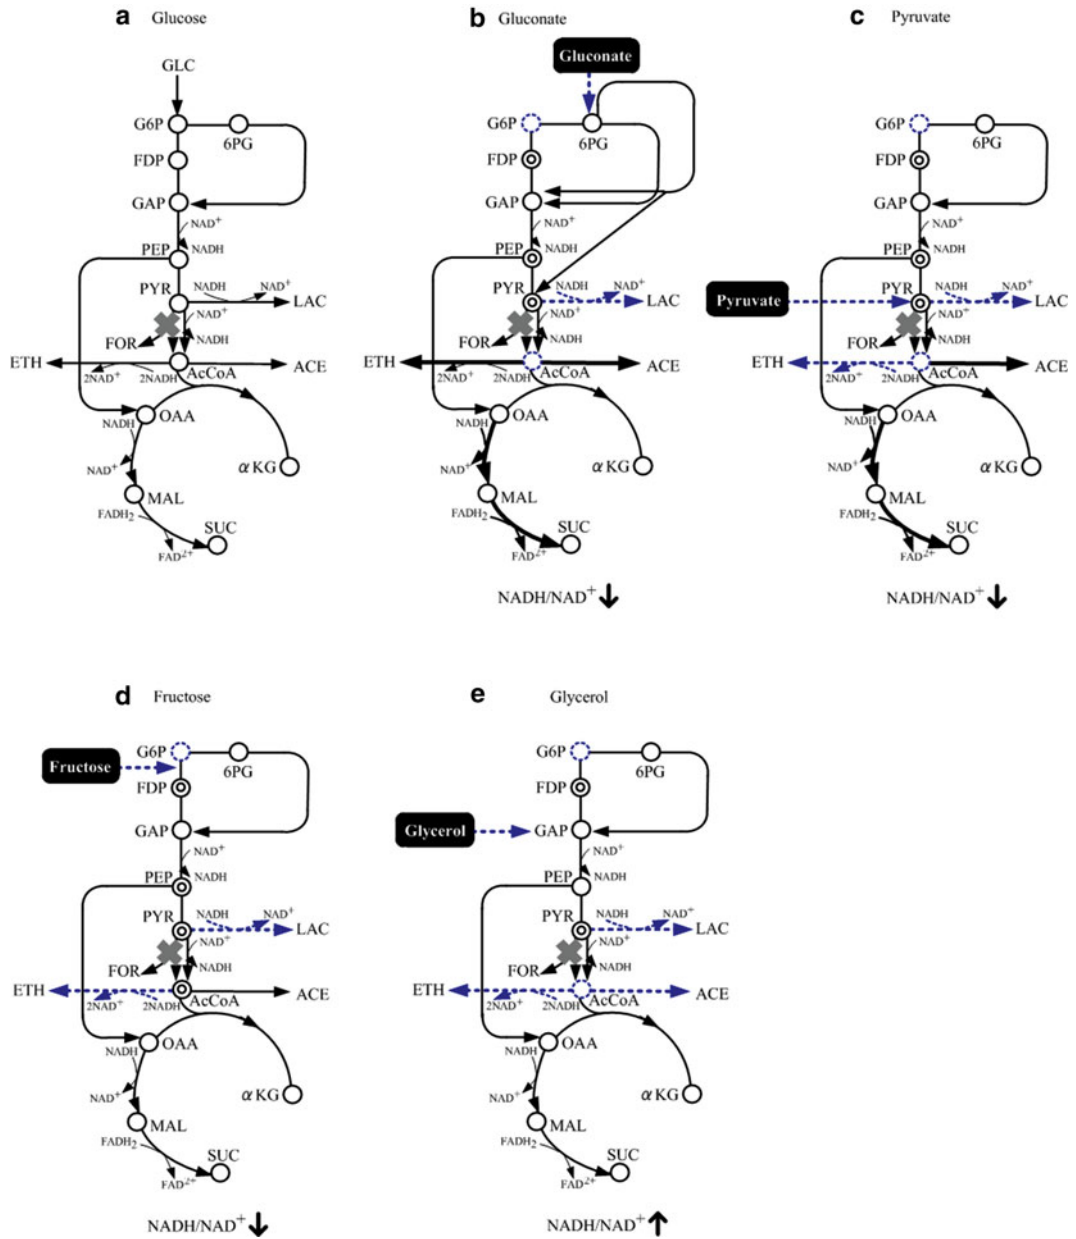 a Glucose
GLC
G6P
6PG
FDP
GAP
NAD+
PEP
NADH
PYR
NADH
NAD+
LAC
NAD+
FOR
NADH
ETH
ACE
2NAD+
2NADH
AcCoA
OAA
NADH
NAD+
αKG
MAL
FADH2
SUC
FAD2+
b Gluconate
Gluconate
G6P
6PG
FDP
GAP
NAD+
PEP
NADH
PYR
NADH
NAD+
LAC
NAD+
FOR
NADH
ETH
ACE
2NAD+
2NADH
AcCoA
OAA
NADH
NAD+
αKG
MAL
FADH2
SUC
FAD2+
NADH/NAD+
c Pyruvate
G6P
6PG
FDP
GAP
NAD+
PEP
NADH
Pyruvate
PYR
NADH
NAD+
LAC
NAD+
FOR
NADH
ETH
ACE
2NAD+
2NADH
AcCoA
OAA
NADH
NAD+
αKG
MAL
FADH2
SUC
FAD2+
NADH/NAD+
d Fructose
G6P
Fructose
6PG
FDP
GAP
NAD+
PEP
NADH
PYR
NADH
NAD+
LAC
NAD+
FOR
NADH
ETH
ACE
2NAD+
2NADH
AcCoA
OAA
NADH
NAD+
αKG
MAL
FADH2
SUC
FAD2+
NADH/NAD+
e Glycerol
G6P
6PG
FDP
Glycerol
GAP
NAD+
PEP
NADH
PYR
NADH
NAD+
LAC
NAD+
FOR
NADH
ETH
ACE
2NAD+
2NADH
AcCoA
OAA
NADH
NAD+
αKG
MAL
FADH2
SUC
FAD2+
NADH/NAD+